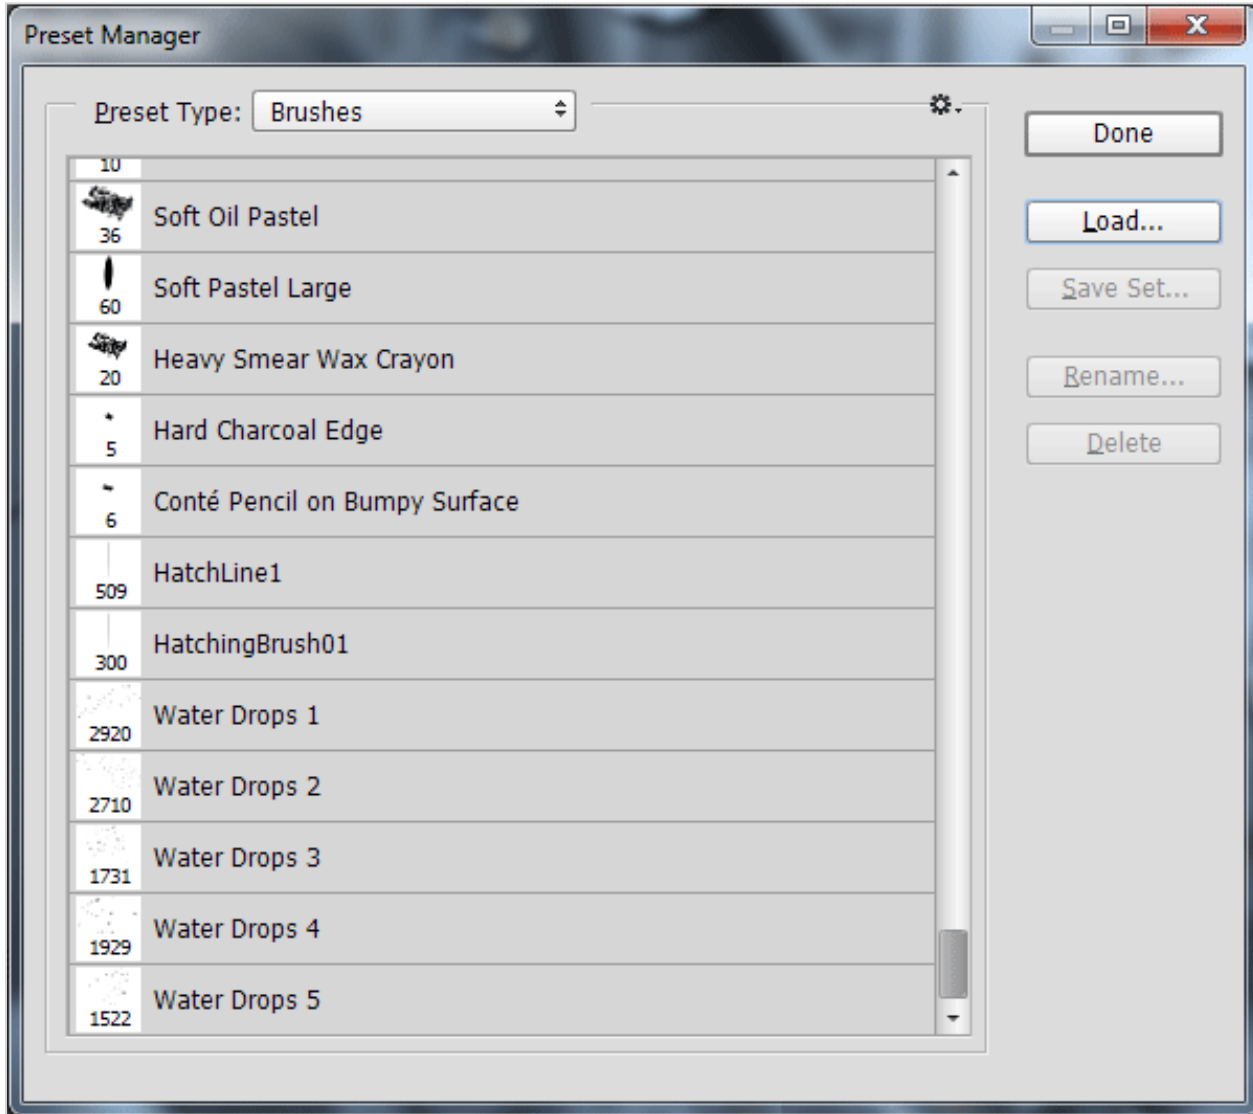 Preset Manager
Preset Type: Brushes
Done
Load...
Save Set...
Rename...
Delete
10
36 Soft Oil Pastel
60 Soft Pastel Large
20 Heavy Smear Wax Crayon
5 Hard Charcoal Edge
6 Conté Pencil on Bumpy Surface
509 HatchLine1
300 HatchingBrush01
2920 Water Drops 1
2710 Water Drops 2
1731 Water Drops 3
1929 Water Drops 4
1522 Water Drops 5